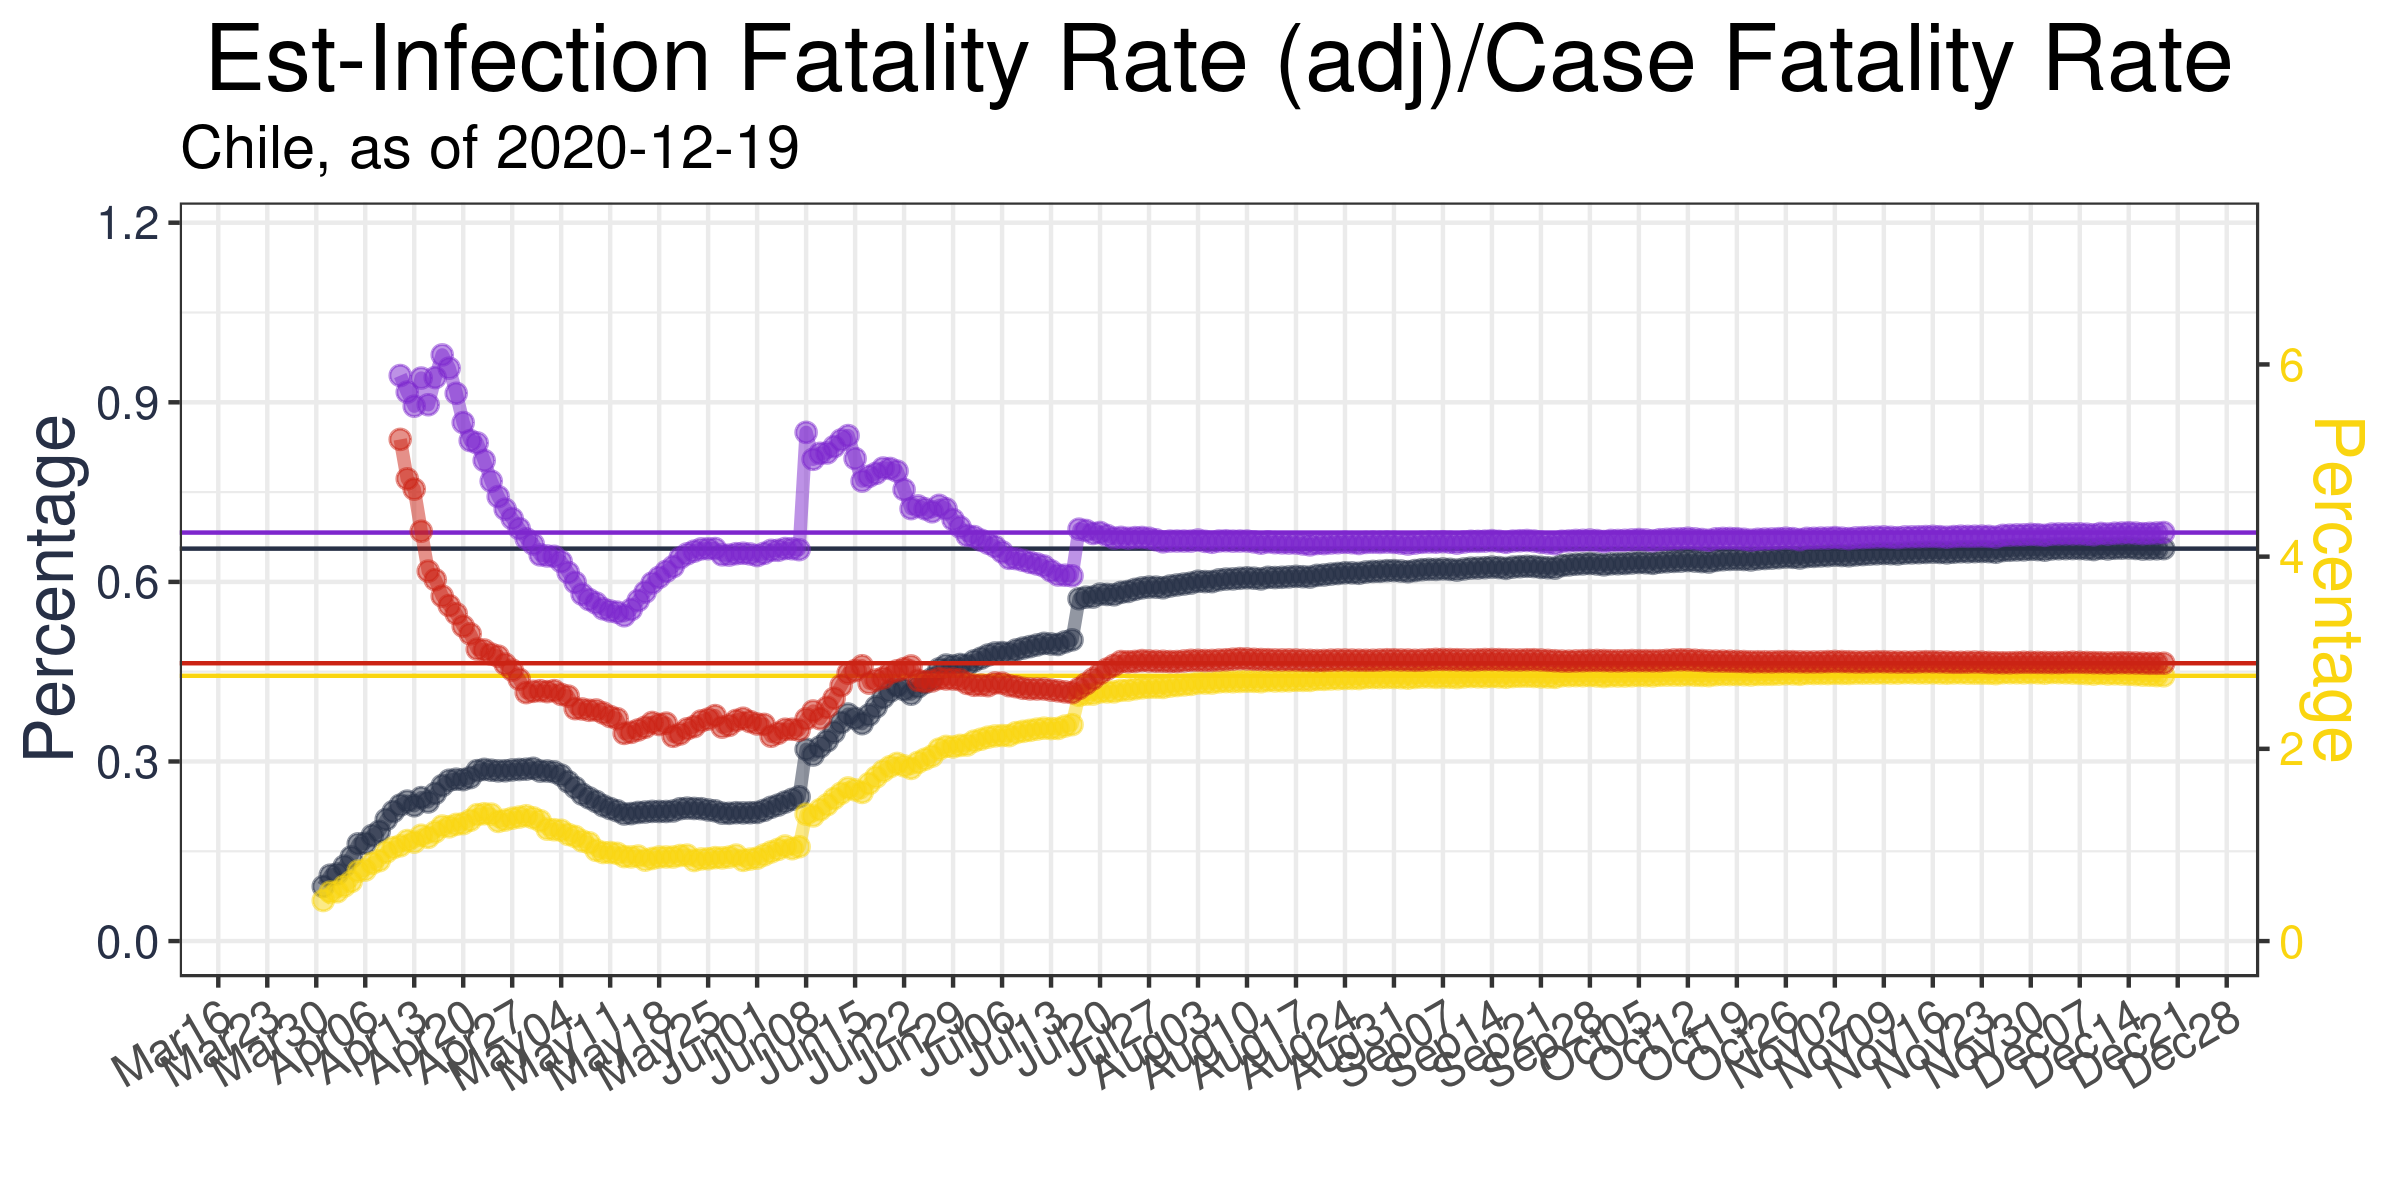 Est-Infection Fatality Rate (adj)/Case Fatality Rate
Chile, as of 2020-12-19
Percentage
1.2
0.9
0.6
0.3
0.0
6
4
2
0
Percentage
Mar16
Mar23
Mar30
Apr06
Apr13
Apr20
Apr27
May04
May11
May18
May25
Jun01
Jun08
Jun15
Jun22
Jun29
Jul06
Jul13
Jul20
Jul27
Aug03
Aug10
Aug17
Aug24
Aug31
Sep07
Sep14
Sep21
Sep28
Oct05
Oct12
Oct19
Oct26
Nov02
Nov09
Nov16
Nov23
Nov30
Dec07
Dec14
Dec21
Dec28